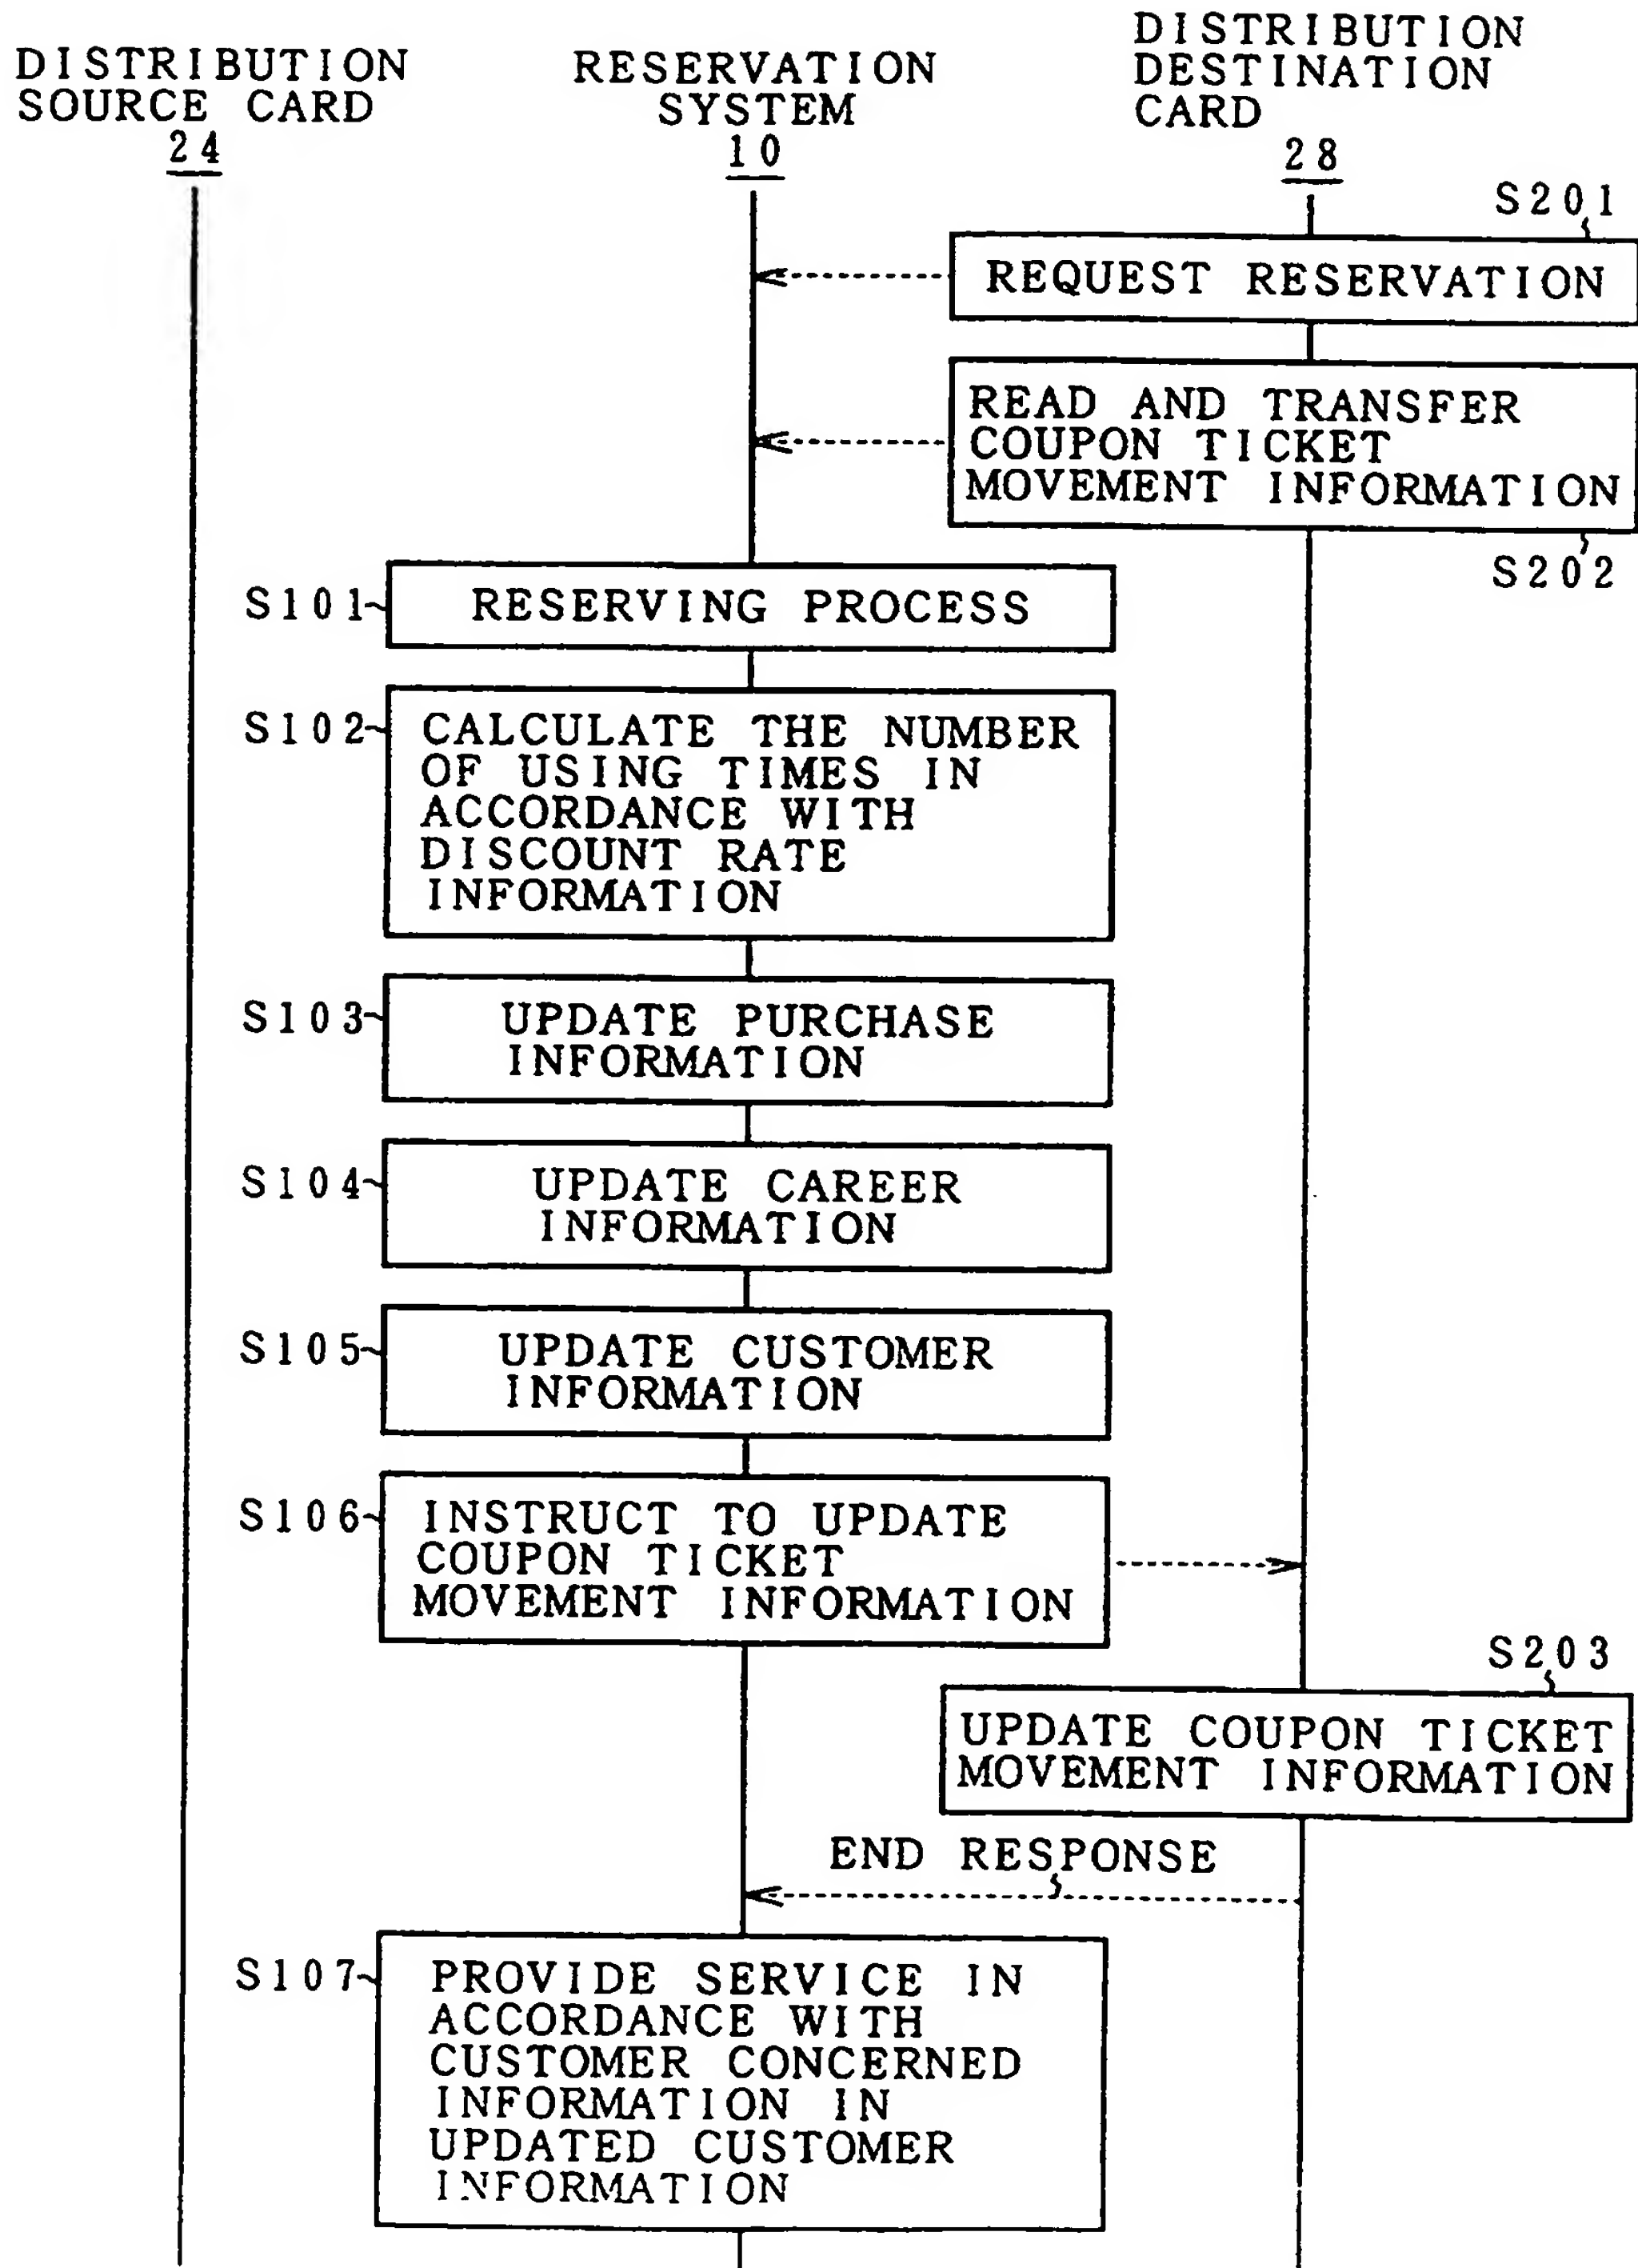 DISTRIBUTION
SOURCE CARD
24
RESERVATION
SYSTEM
10
DISTRIBUTION
DESTINATION
CARD
28
S201
REQUEST RESERVATION
READ AND TRANSFER
COUPON TICKET
MOVEMENT INFORMATION
S202
S101
RESERVING PROCESS
S102
CALCULATE THE NUMBER
OF USING TIMES IN
ACCORDANCE WITH
DISCOUNT RATE
INFORMATION
S103
UPDATE PURCHASE
INFORMATION
S104
UPDATE CAREER
INFORMATION
S105
UPDATE CUSTOMER
INFORMATION
S106
INSTRUCT TO UPDATE
COUPON TICKET
MOVEMENT INFORMATION
S203
UPDATE COUPON TICKET
MOVEMENT INFORMATION
END RESPONSE
S107
PROVIDE SERVICE IN
ACCORDANCE WITH
CUSTOMER CONCERNED
INFORMATION IN
UPDATED CUSTOMER
INFORMATION